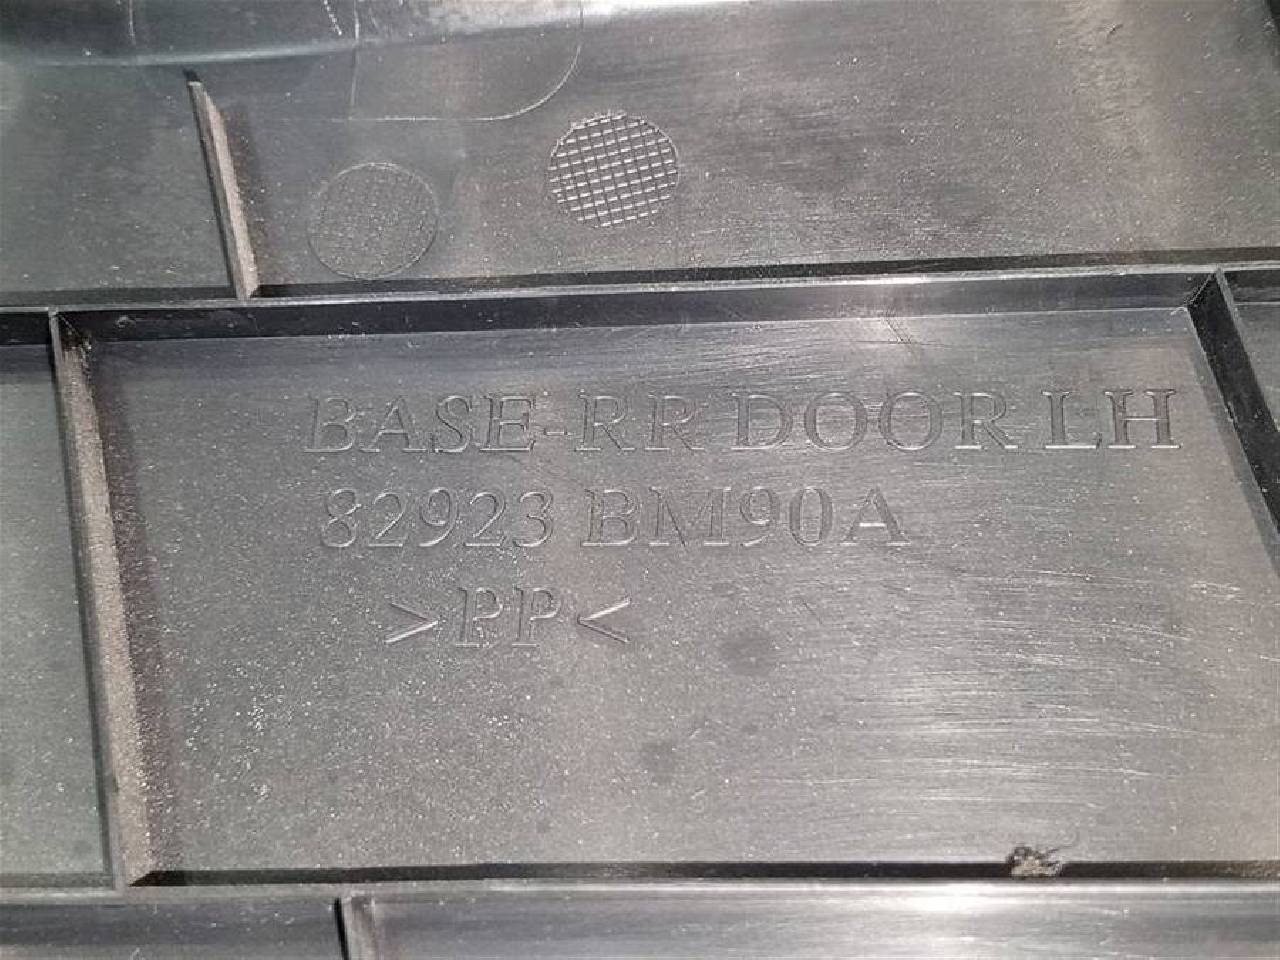 BASE-RR DOOR LH
82923 BM90A
>PP<